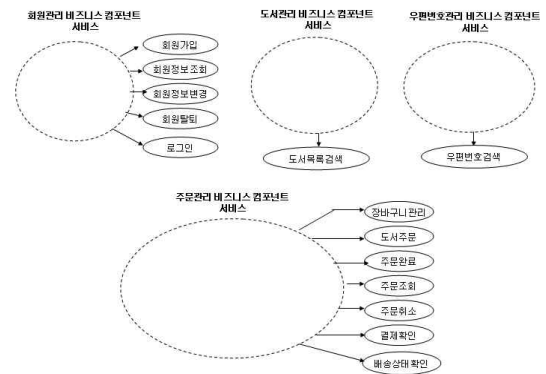 회원관리 비즈니스 컴포넌트
서비스
회원가입
회원정보조회
회원정보변경
회원탈퇴
로그인
도서관리 비즈니스 컴포넌트
서비스
도서목록검색
우편번호관리 비즈니스 컴포넌트
서비스
우편번호검색
주문관리 비즈니스 컴포넌트
서비스
장바구니관리
도서주문
주문완료
주문조회
주문취소
결재확인
배송상태확인